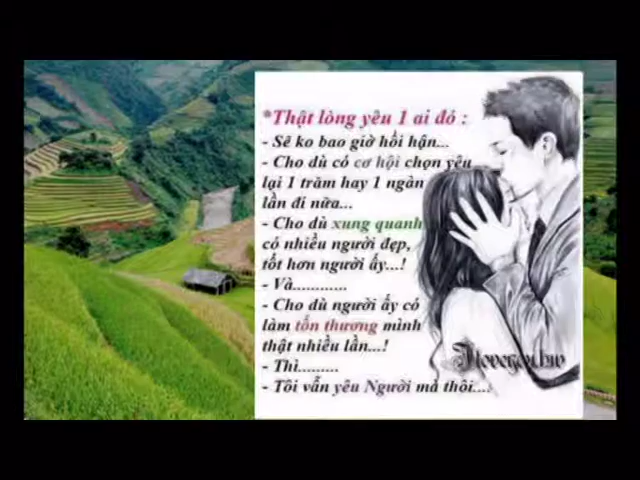 *Thật lòng yêu 1 ai đó :
- Sẽ ko bao giờ hối hận...
- Cho dù có cơ hội chọn yêu
lại 1 trăm hay 1 ngàn
lần đi nữa...
- Cho dù xung quanh
có nhiều người đẹp,
tốt hơn người ấy...!
- Và............
- Cho dù người ấy có
làm tổn thương mình
thật nhiều lần...!
- Thì.........
- Tôi vẫn yêu Người mà thôi....